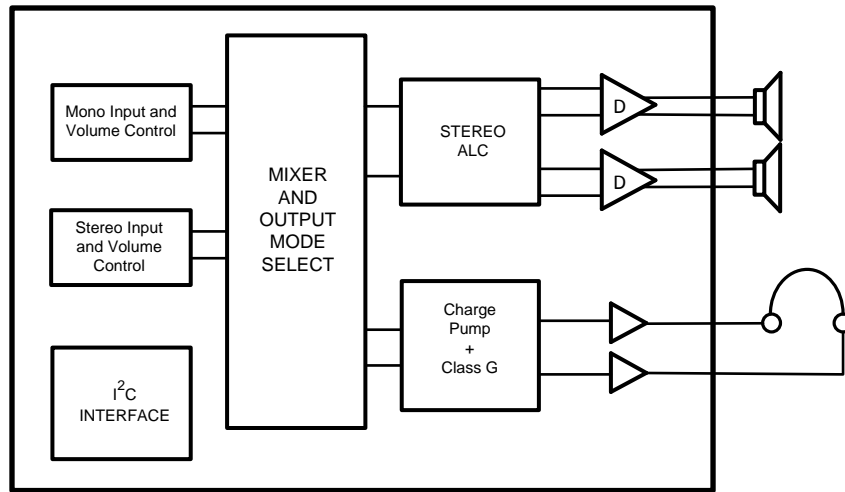 Mono Input and
Volume Control
Stereo Input
and Volume
Control
I²C
INTERFACE
MIXER
AND
OUTPUT
MODE
SELECT
STEREO
ALC
D
D
Charge
Pump
+
Class G